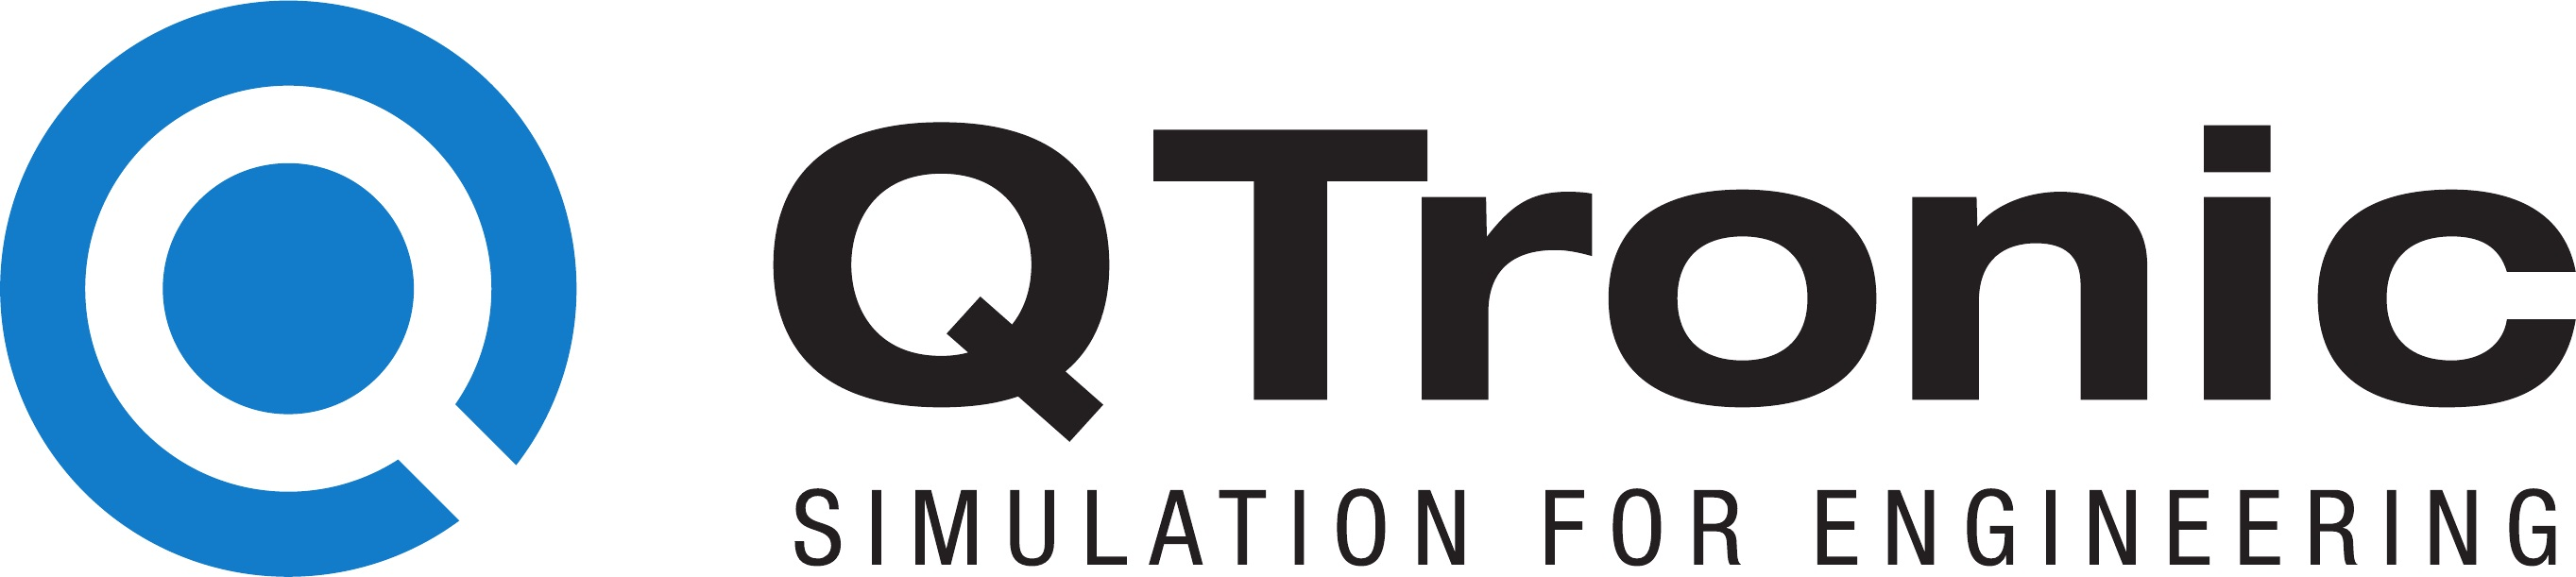 QTronic
SIMULATION FOR ENGINEERING